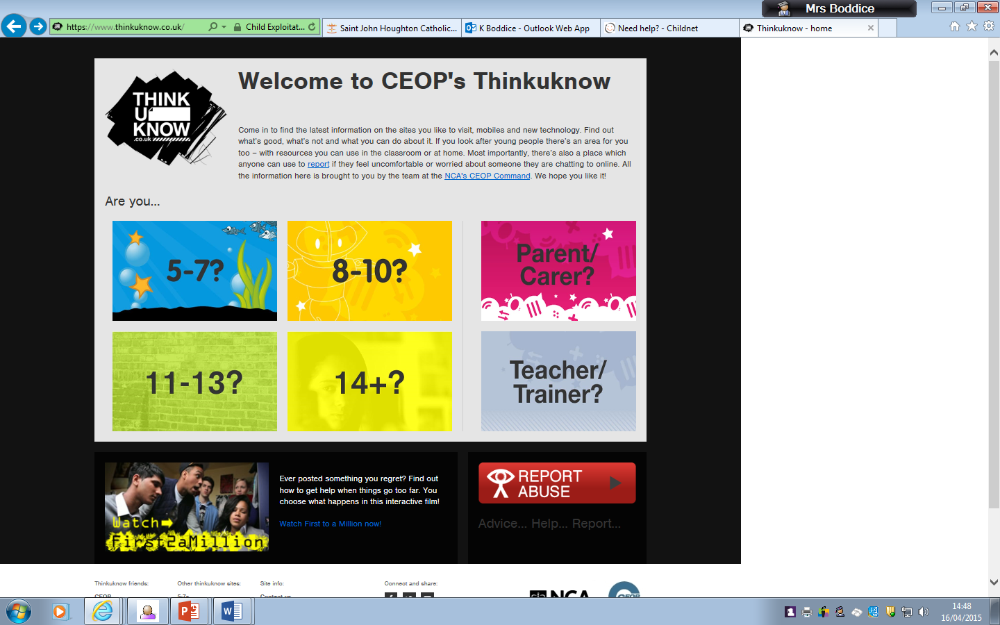 Mrs Boddice
https://www.thinkuknow.co.uk/
Child Exploitat...
Saint John Houghton Catholic...
K Boddice - Outlook Web App
Need help? - Childnet
Thinkuknow - home
THINK
U
KNOW
.co.uk
Welcome to CEOP's Thinkuknow
Come in to find the latest information on the sites you like to visit, mobiles and new technology. Find out
what's good, what's not and what you can do about it. If you look after young people there's an area for you
too – with resources you can use in the classroom or at home. Most importantly, there's also a place which
anyone can use to report if they feel uncomfortable or worried about someone they are chatting to online. All
the information here is brought to you by the team at the NCA's CEOP Command. We hope you like it!
Are you...
5-7?
8-10?
Parent/
Carer?
11-13?
14+?
Teacher/
Trainer?
Watch
First2aMillion
Ever posted something you regret? Find out
how to get help when things go too far. You
choose what happens in this interactive film!
Watch First to a Million now!
REPORT
ABUSE
Advice... Help... Report...
Thinkuknow friends:
Other thinkuknow sites:
Site info:
Connect and share:
CEOP
5-7s
Contact us
NCA
CEOP
14:48
16/04/2015